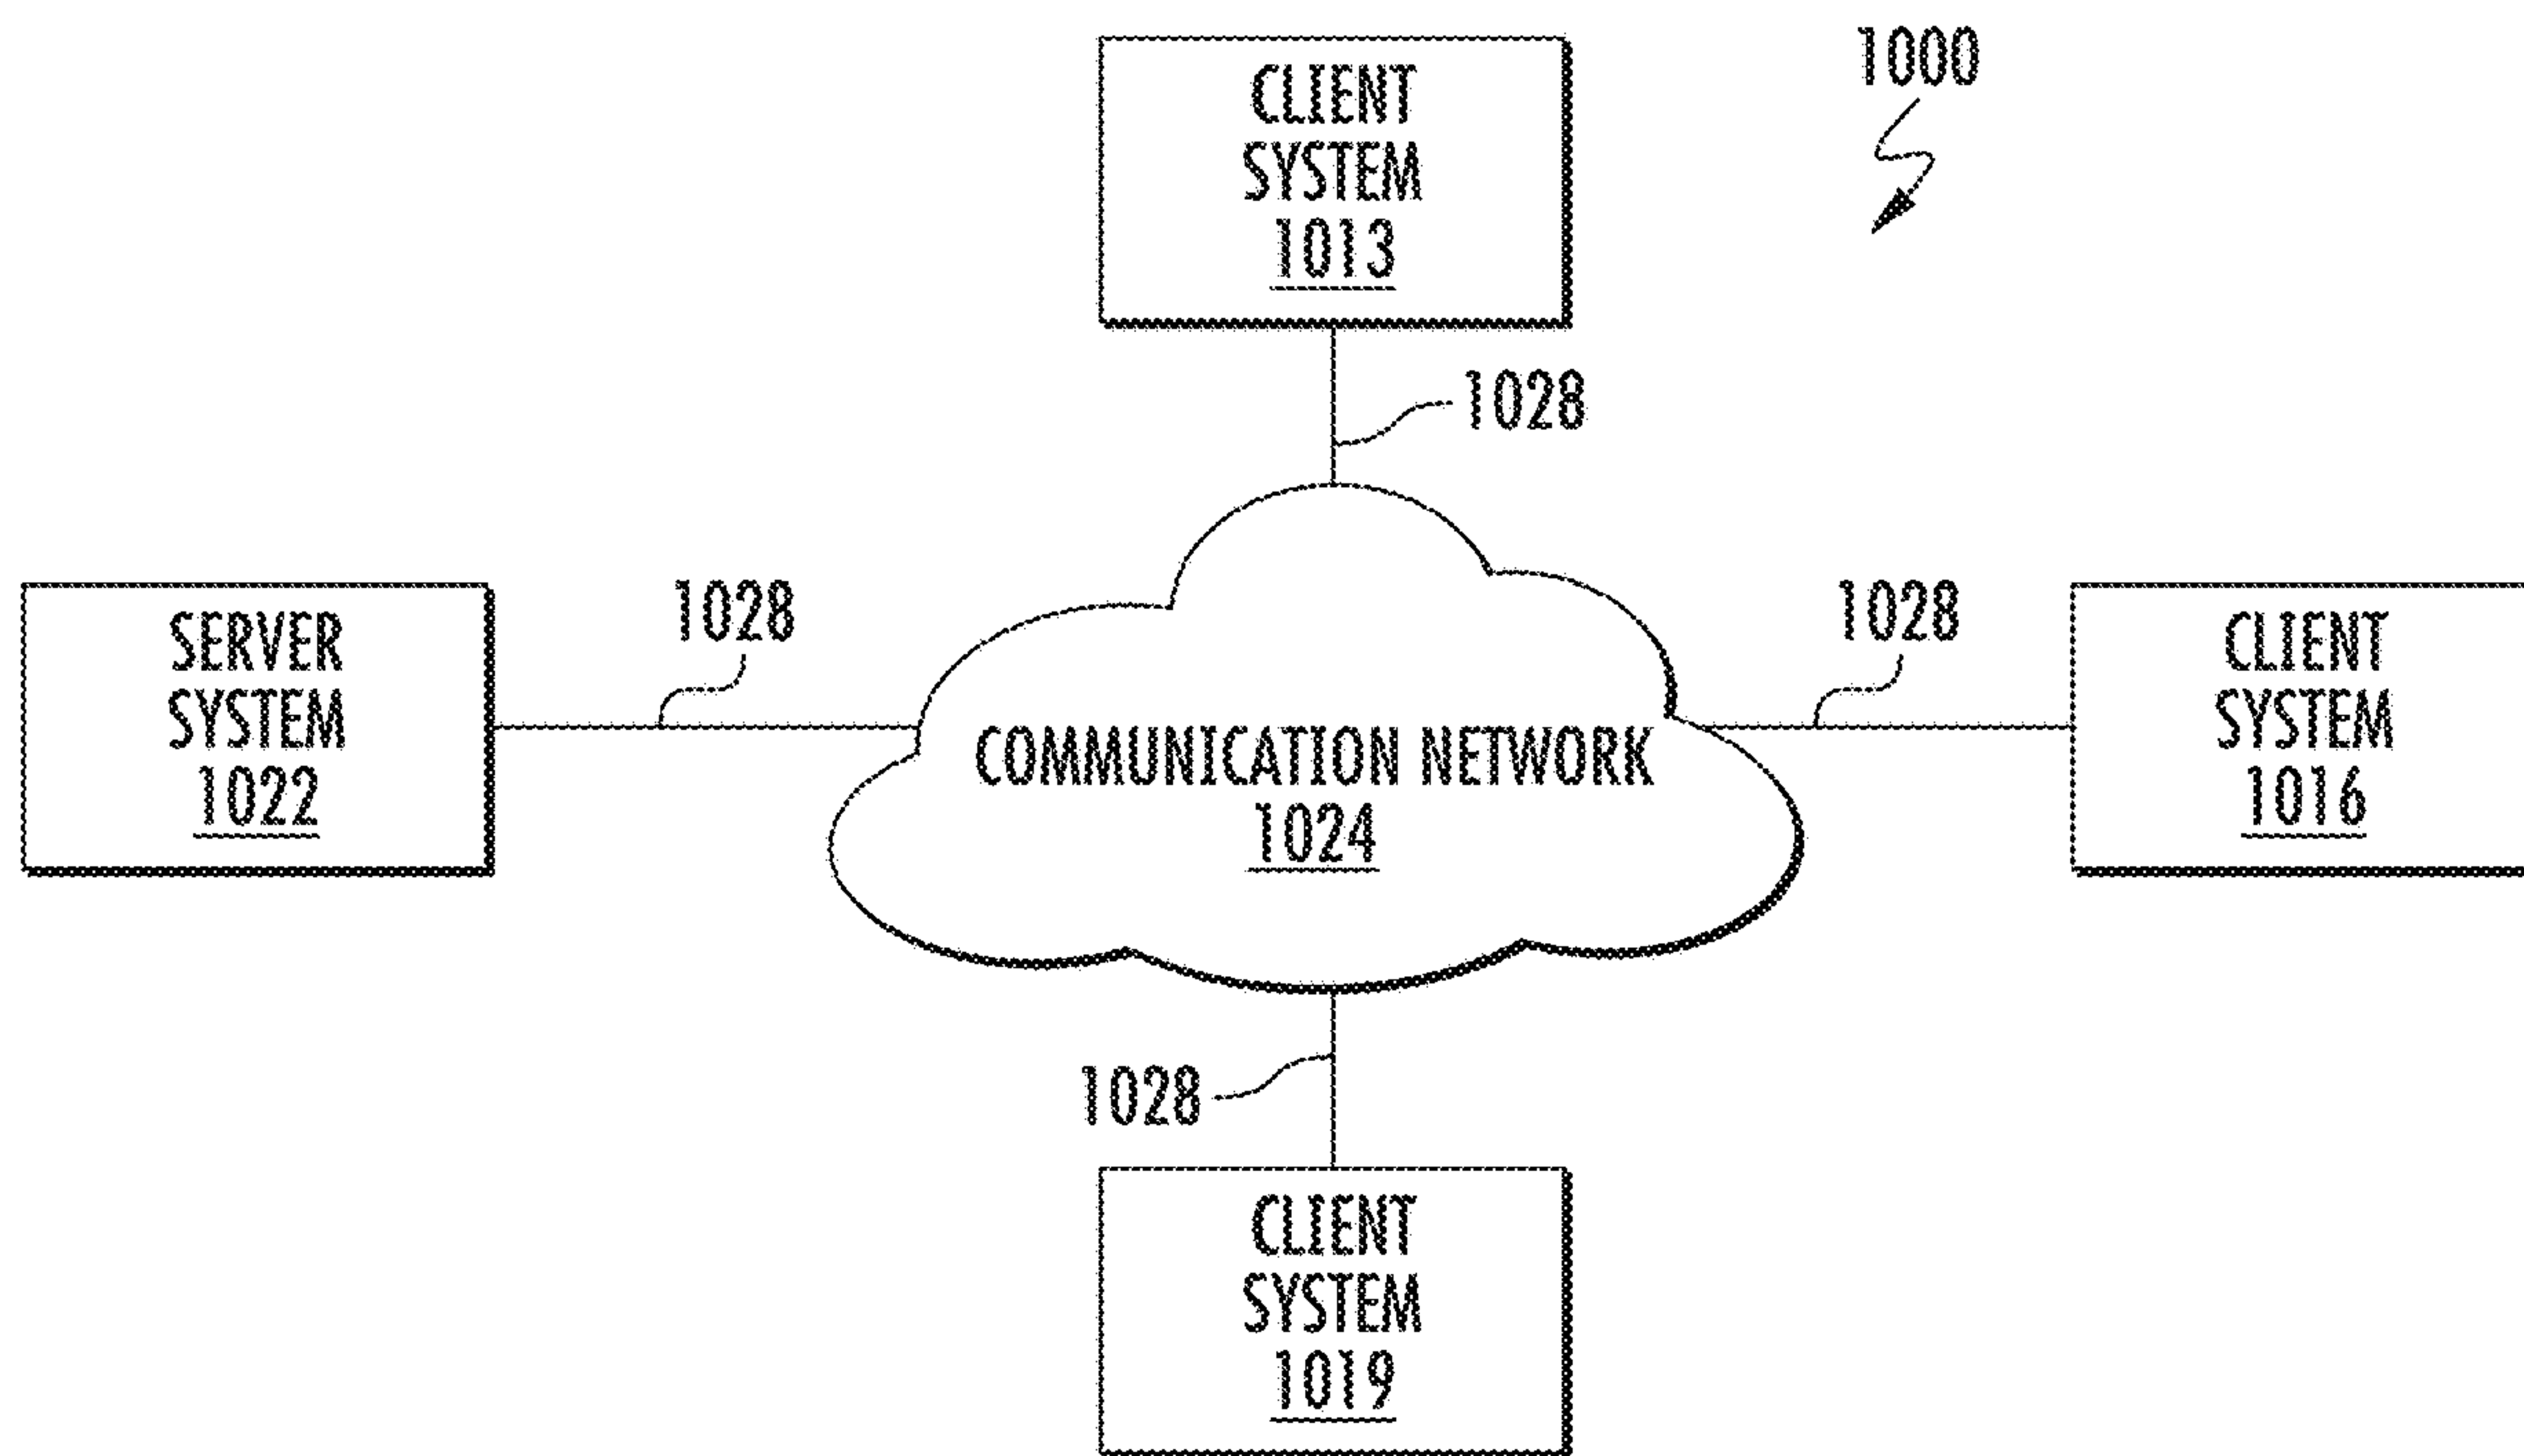 CLIENT
SYSTEM
1013
1000
1028
SERVER
SYSTEM
1022
1028
COMMUNICATION NETWORK
1024
1028
CLIENT
SYSTEM
1016
1028
CLIENT
SYSTEM
1019